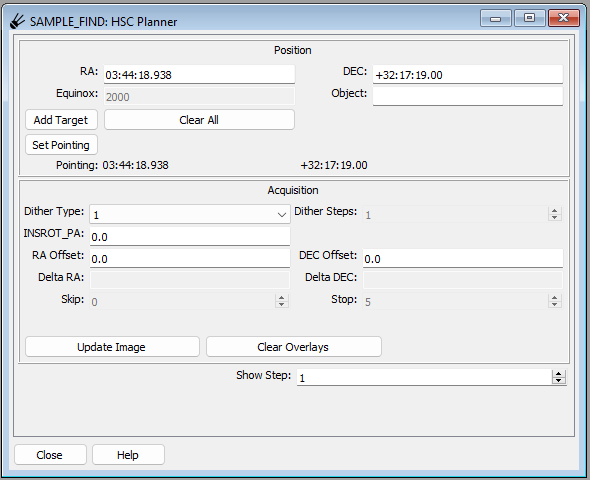 SAMPLE_FIND: HSC Planner
Position
RA: 03:44:18.938 DEC: +32:17:19.00
Equinox: 2000 Object:
Add Target Clear All
Set Pointing
Pointing: 03:44:18.938 +32:17:19.00
Acquisition
Dither Type: 1 Dither Steps: 1
INSROT_PA: 0.0
RA Offset: 0.0 DEC Offset: 0.0
Delta RA: Delta DEC:
Skip: 0 Stop: 5
Update Image Clear Overlays
Show Step: 1
Close Help